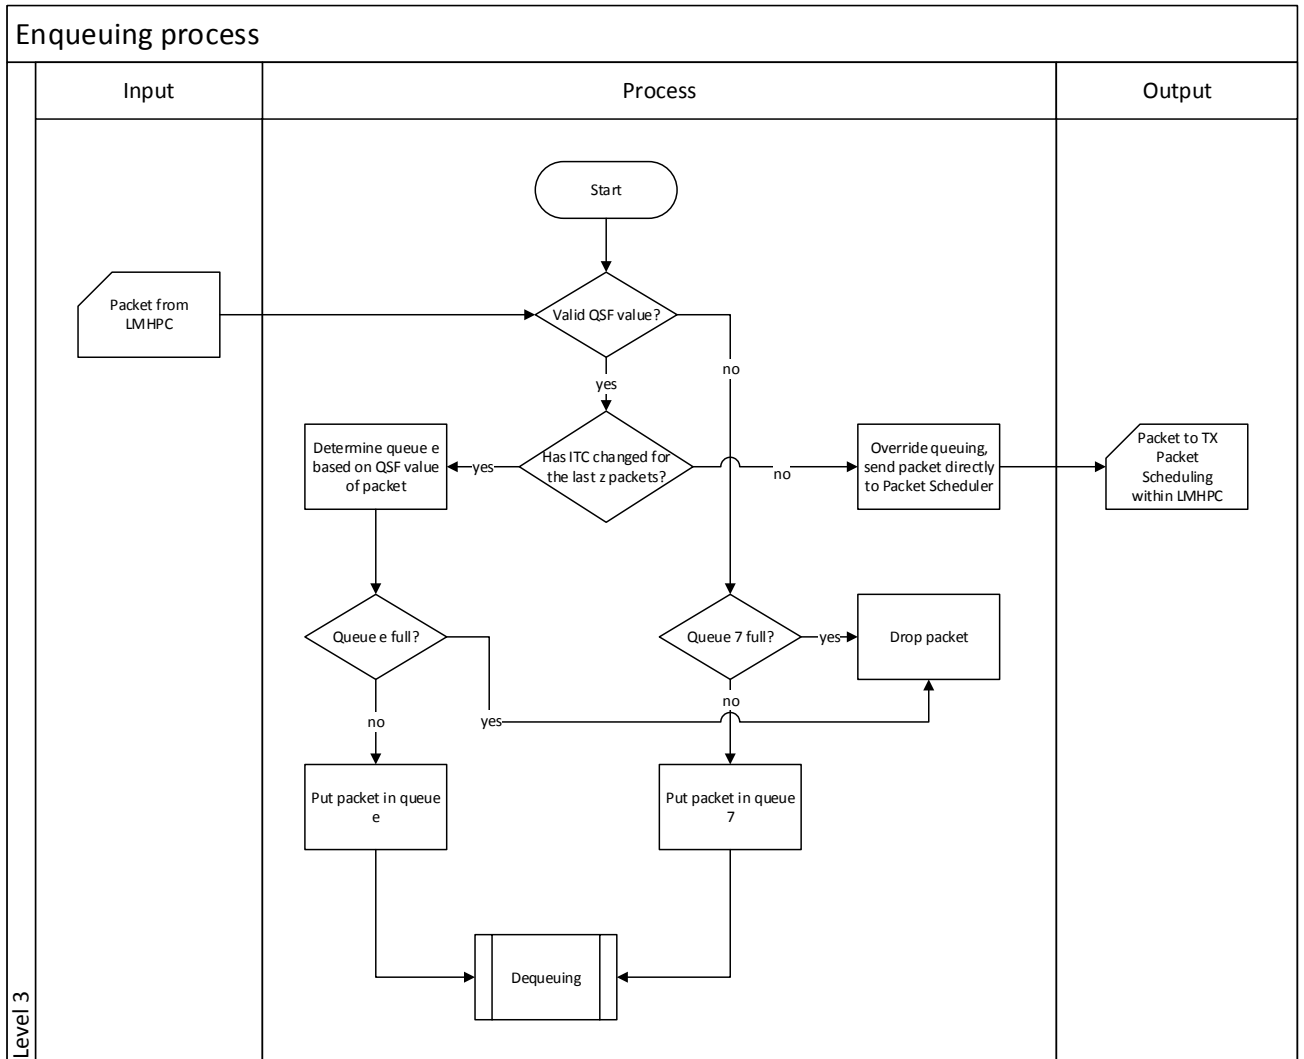 Enqueuing process
Input
Process
Output
Start
Packet from
LMHPC
Valid QSF value?
no
yes
Determine queue e
based on QSF value
of packet
yes
Has ITC changed for
the last z packets?
no
Override queuing,
send packet directly
to Packet Scheduler
Packet to TX
Packet
Scheduling
within LMHPC
Queue e full?
Queue 7 full?
yes
Drop packet
no
yes
no
Put packet in queue
e
Put packet in queue
7
Dequeuing
Level 3